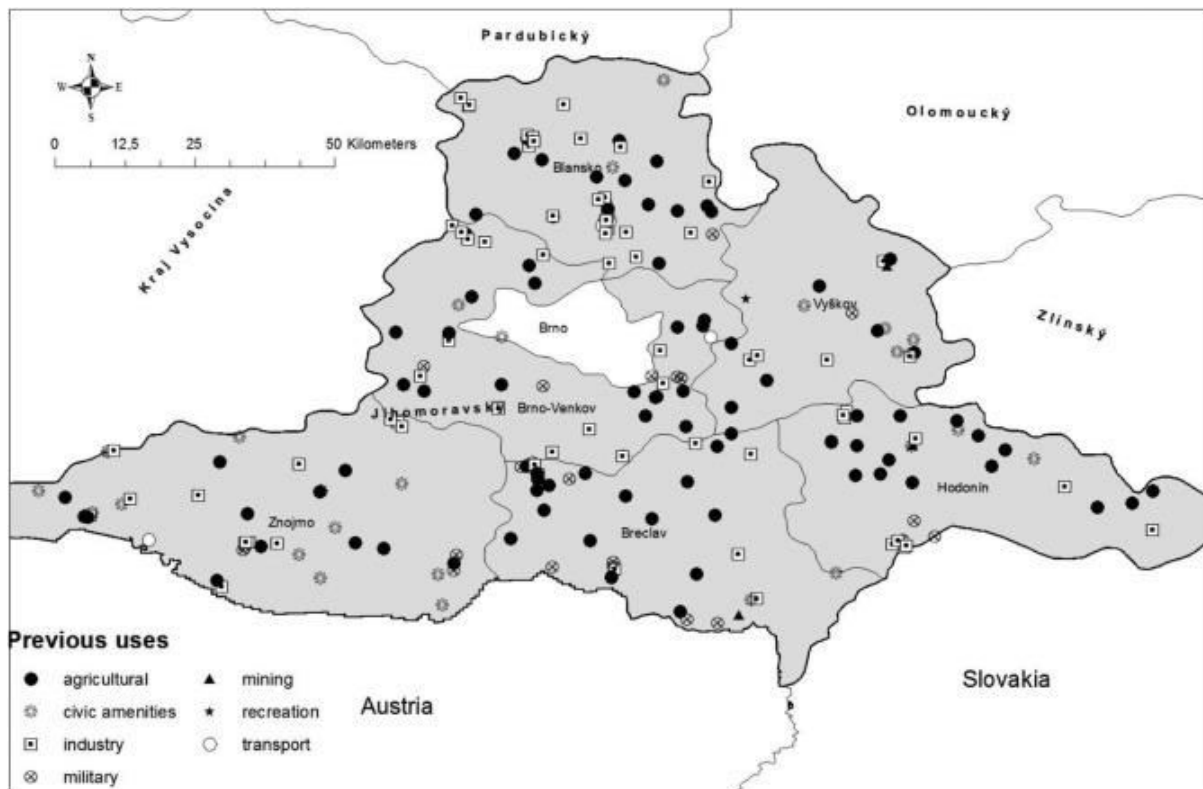 Pardubický
N
W E
S
Olomoucký
0 12,5 25 50 Kilometers
Blansko
Kraj Vysocina
Vyškov
Zlínský
Brno
Jihomoravský
Brno-Venkov
Hodonín
Znojmo
Breclav
Previous uses
agricultural
civic amenities
industry
military
mining
recreation
transport
Austria
Slovakia